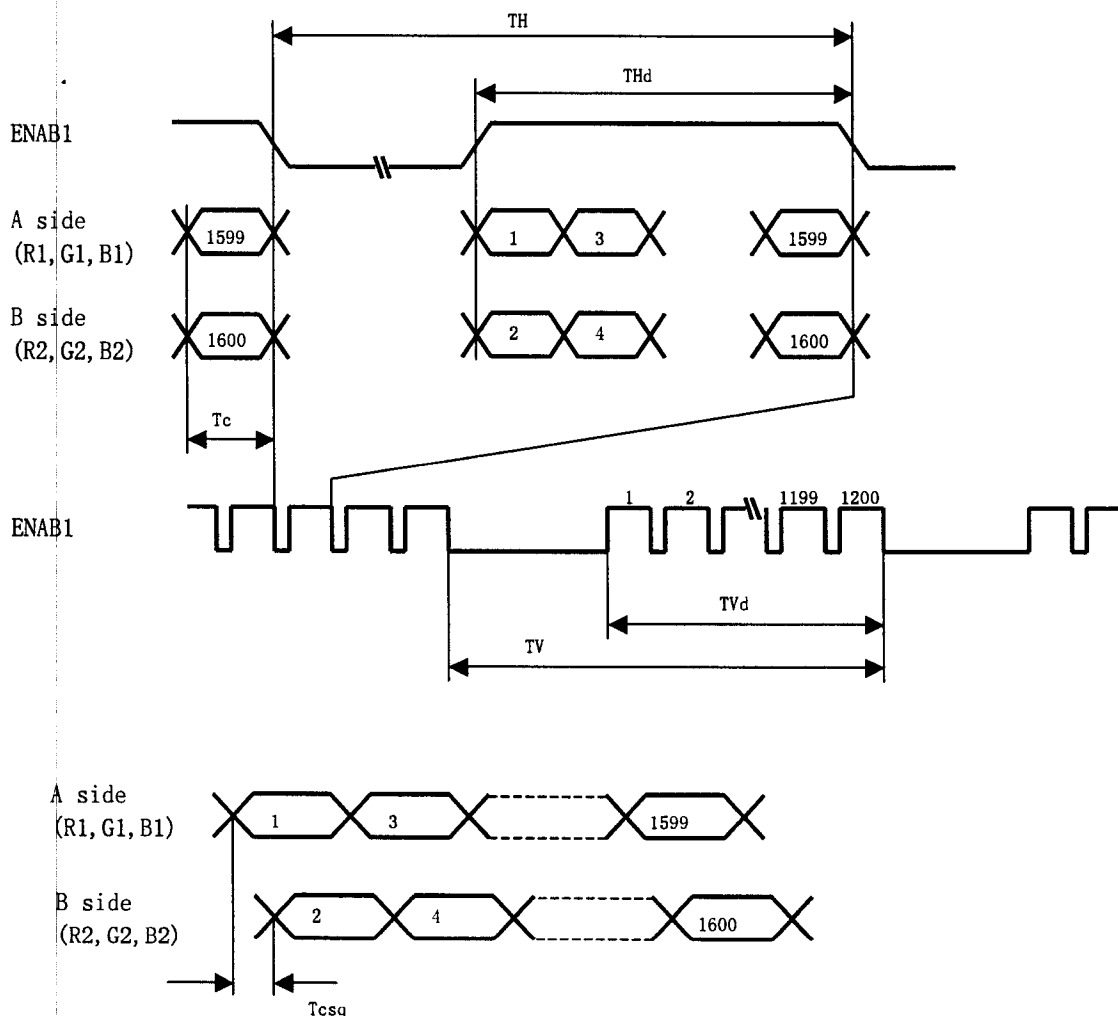 TH
THd
ENAB1
A side
(R1, G1, B1)
1599 1 3 1599
B side
(R2, G2, B2)
1600 2 4 1600
Tc
ENAB1
1 2 1199 1200
TVd
TV
A side
(R1, G1, B1)
1 3 1599
B side
(R2, G2, B2)
2 4 1600
Tcsq